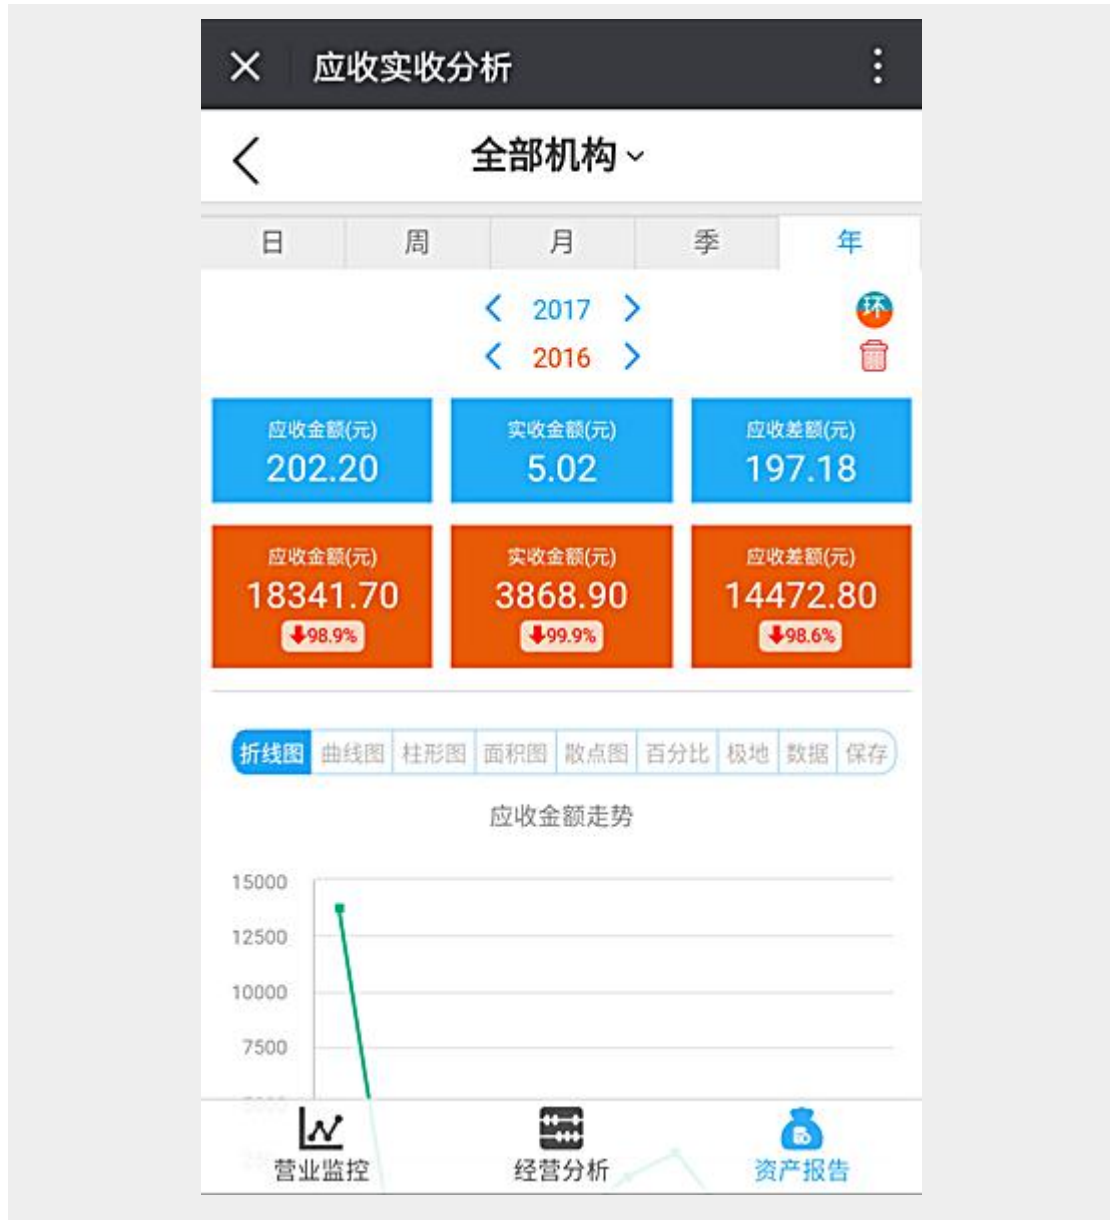 应收实收分析
全部机构
日 周 月 季 年
2017
环
2016
应收金额(元) 实收金额(元) 应收差额(元)
202.20 5.02 197.18
应收金额(元) 实收金额(元) 应收差额(元)
18341.70 3868.90 14472.80
98.9% 99.9% 98.6%
折线图 曲线图 柱形图 面积图 散点图 百分比 极地 数据 保存
应收金额走势
15000
12500
10000
7500
营业监控 经营分析 资产报告